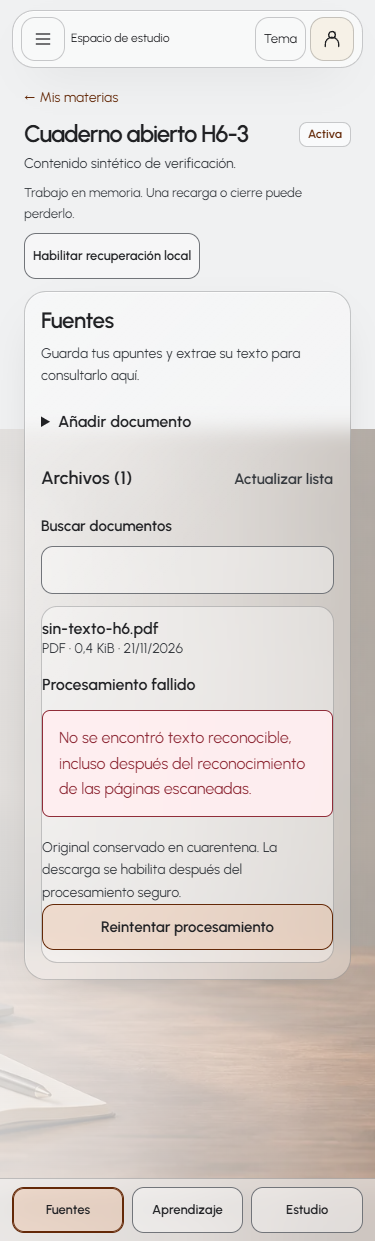 Espacio de estudio
Tema
← Mis materias
Cuaderno abierto H6-3
Activa
Contenido sintético de verificación.
Trabajo en memoria. Una recarga o cierre puede
perderlo.
Habilitar recuperación local
Fuentes
Guarda tus apuntes y extrae su texto para
consultarlo aquí.
▶ Añadir documento
Archivos (1)
Actualizar lista
Buscar documentos
sin-texto-h6.pdf
PDF · 0,4 KiB · 21/11/2026
Procesamiento fallido
No se encontró texto reconocible,
incluso después del reconocimiento
de las páginas escaneadas.
Original conservado en cuarentena. La
descarga se habilita después del
procesamiento seguro.
Reintentar procesamiento
Fuentes
Aprendizaje
Estudio